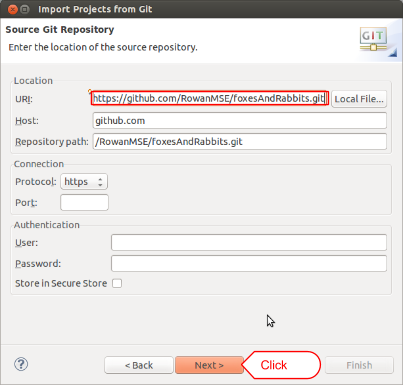 Import Projects from Git
Source Git Repository
Enter the location of the source repository.
GIT
Location
URI: https://github.com/RowanMSE/foxesAndRabbits.git Local File...
Host: github.com
Repository path: /RowanMSE/foxesAndRabbits.git
Connection
Protocol: https
Port:
Authentication
User:
Password:
Store in Secure Store
? < Back Next > Click Finish